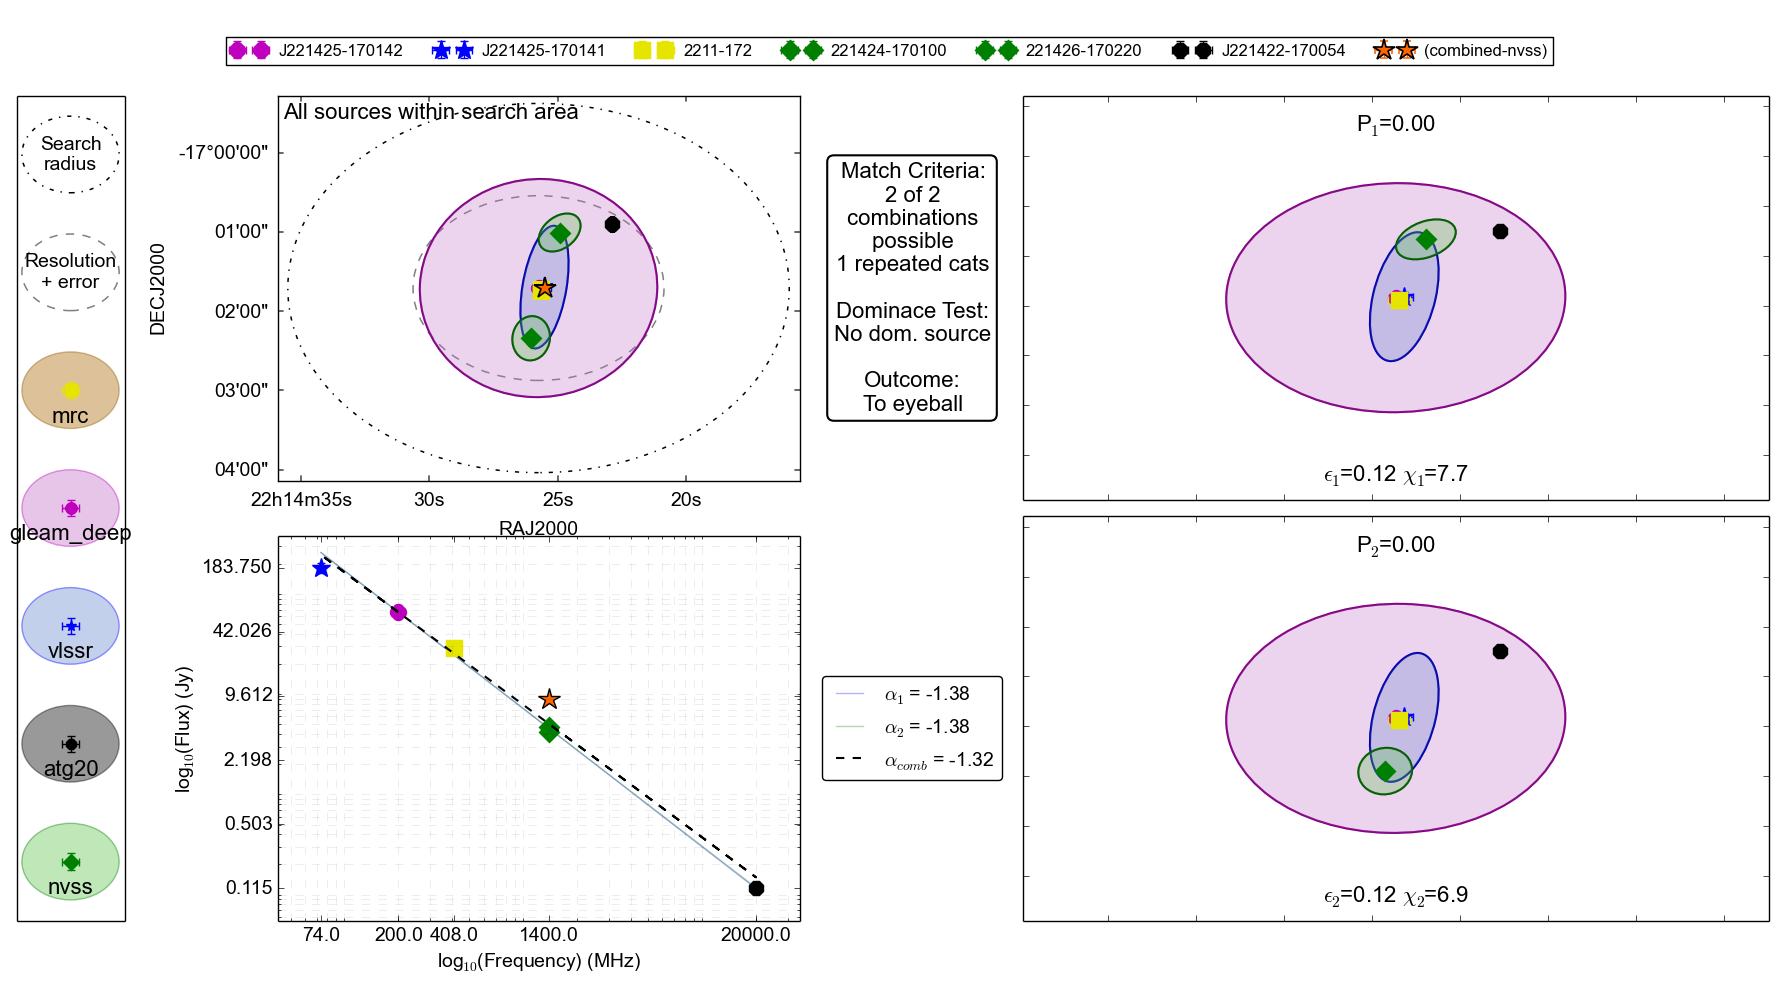 J221425-170142 J221425-170141 2211-172 221424-170100 221426-170220 J221422-170054 (combined-nvss)
Search
radius
Resolution
+ error
mrc
gleam_deep
vlssr
atg20
nvss
All sources within search area
DECJ2000
-17°00'00"
01'00"
02'00"
03'00"
04'00"
22h14m35s 30s 25s 20s
RAJ2000
Match Criteria:
2 of 2
combinations
possible
1 repeated cats
Dominace Test:
No dom. source
Outcome:
To eyeball
P₁=0.00
ϵ₁=0.12 χ₁=7.7
log₁₀(Flux) (Jy)
183.750
42.026
9.612
2.198
0.503
0.115
74.0 200.0 408.0 1400.0 20000.0
log₁₀(Frequency) (MHz)
α₁ = -1.38
α₂ = -1.38
α_comb = -1.32
P₂=0.00
ϵ₂=0.12 χ₂=6.9